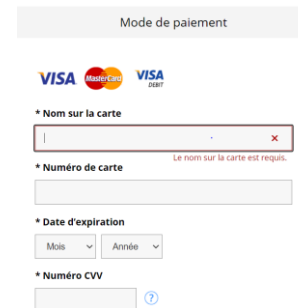 Mode de paiement
VISA MasterCard VISA
DEBIT
* Nom sur la carte
Le nom sur la carte est requis.
* Numéro de carte
* Date d'expiration
Mois Année
* Numéro CVV
?